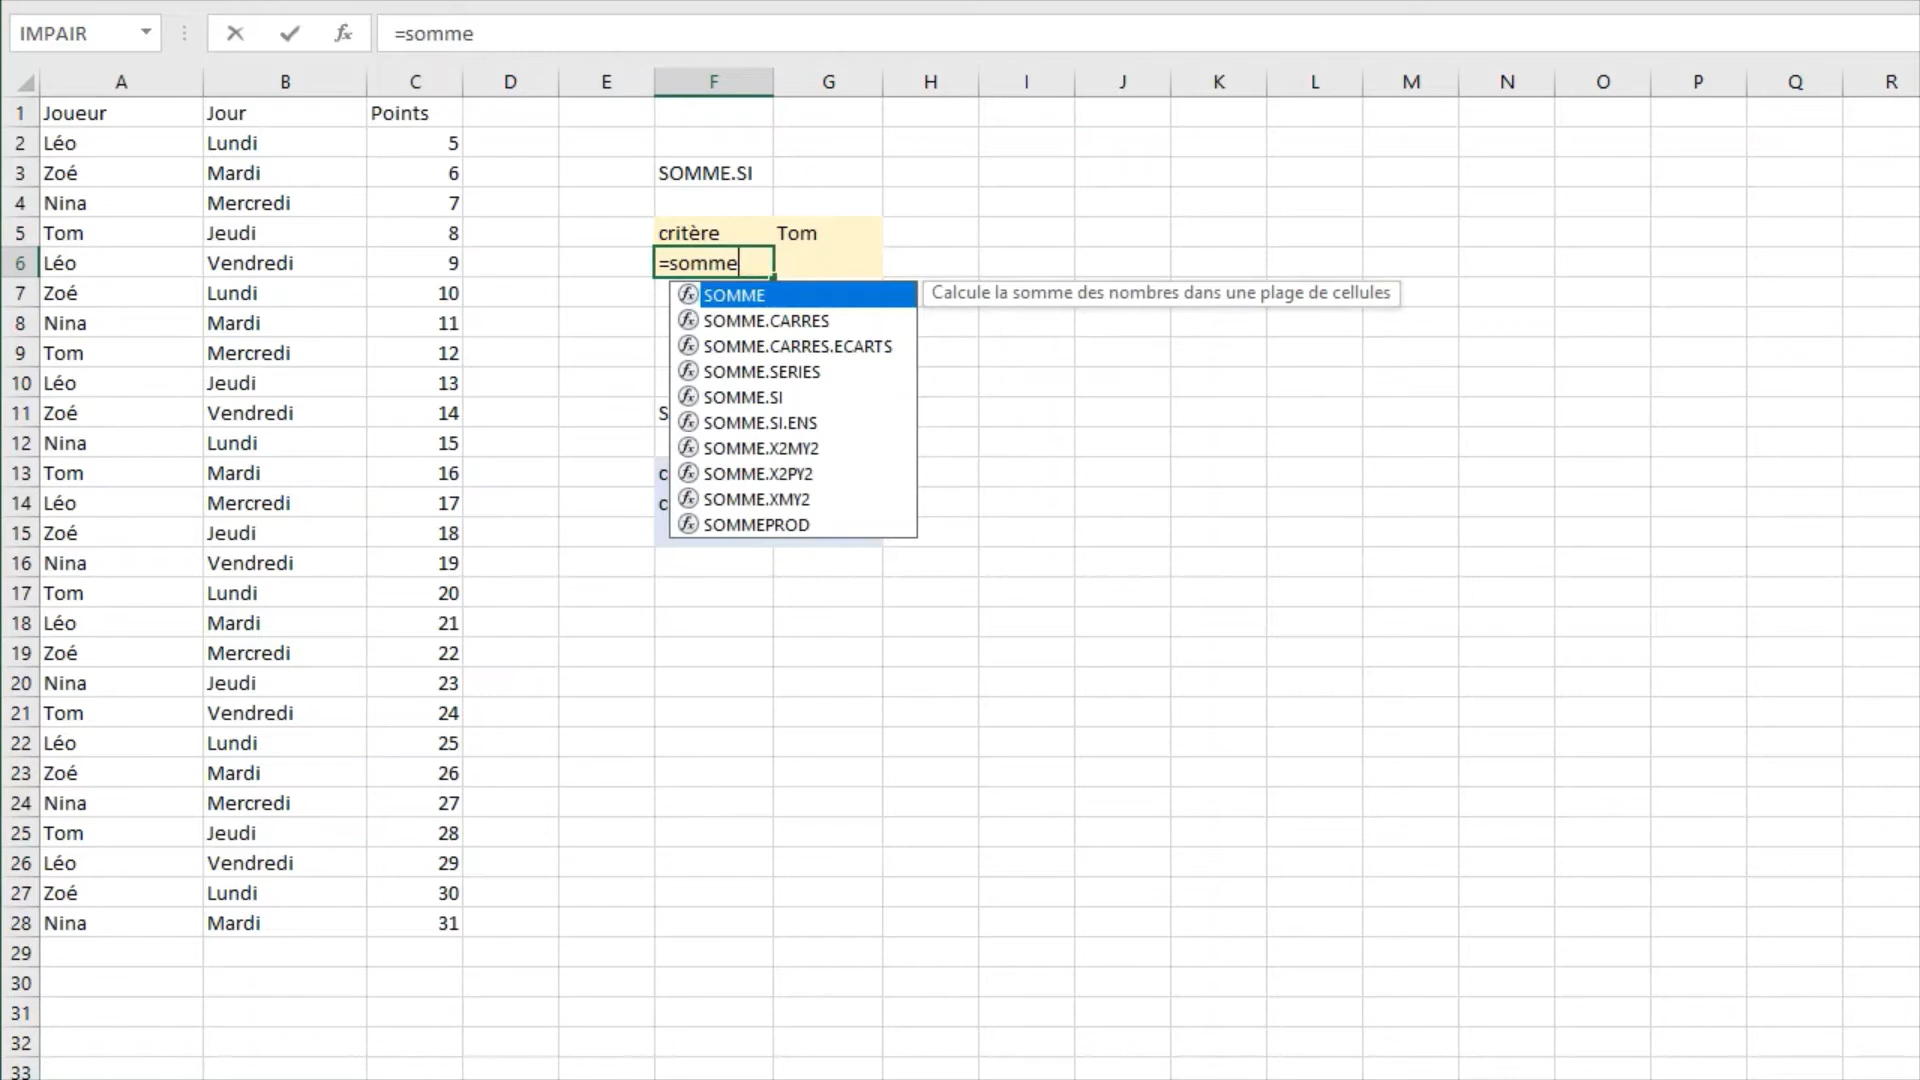 IMPAIR =somme
A B C D E F G H I J K L M N O P Q R
1 Joueur Jour Points
2 Léo Lundi 5
3 Zoé Mardi 6 SOMME.SI
4 Nina Mercredi 7
5 Tom Jeudi 8 critère Tom
6 Léo Vendredi 9 =somme
7 Zoé Lundi 10 SOMME Calcule la somme des nombres dans une plage de cellules
8 Nina Mardi 11 SOMME.CARRES
9 Tom Mercredi 12 SOMME.CARRES.ECARTS
SOMME.SERIES
10 Léo Jeudi 13 SOMME.SI
11 Zoé Vendredi 14 S SOMME.SI.ENS
12 Nina Lundi 15 SOMME.X2MY2
13 Tom Mardi 16 c SOMME.X2PY2
14 Léo Mercredi 17 c SOMME.XMY2
15 Zoé Jeudi 18 SOMMEPROD
16 Nina Vendredi 19
17 Tom Lundi 20
18 Léo Mardi 21
19 Zoé Mercredi 22
20 Nina Jeudi 23
21 Tom Vendredi 24
22 Léo Lundi 25
23 Zoé Mardi 26
24 Nina Mercredi 27
25 Tom Jeudi 28
26 Léo Vendredi 29
27 Zoé Lundi 30
28 Nina Mardi 31
29
30
31
32
33